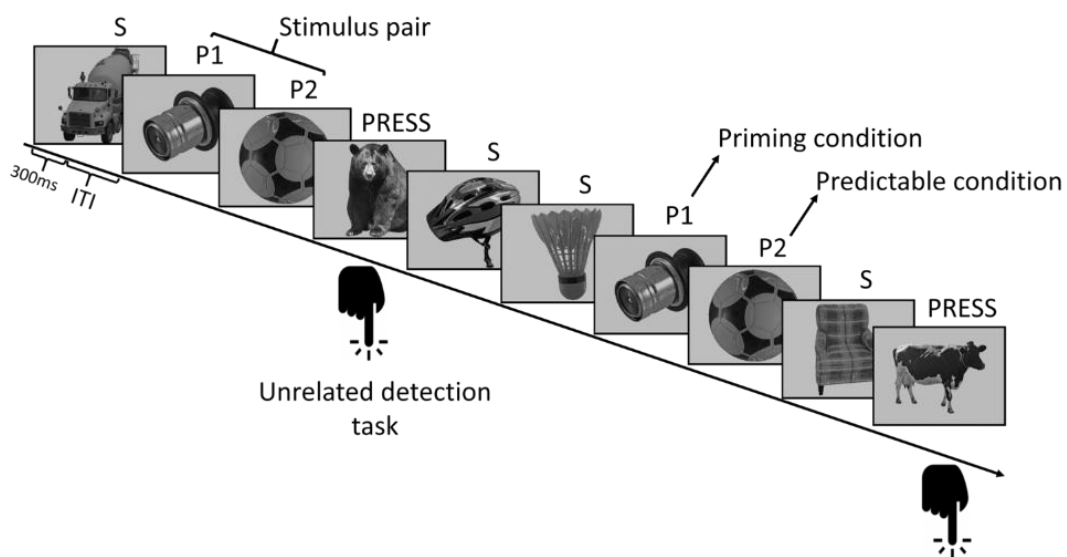 S
P1
Stimulus pair
P2
PRESS
S
S
P1
Priming condition
P2
Predictable condition
S
PRESS
300ms
ITI
Unrelated detection
task